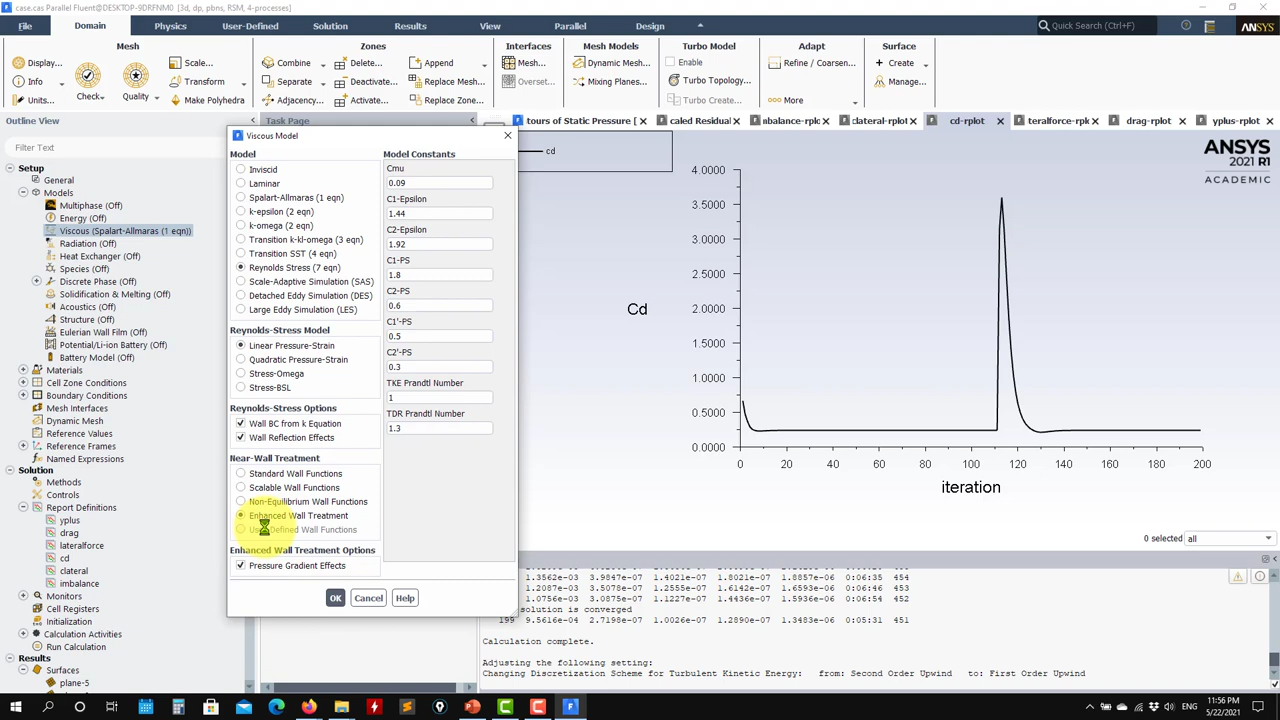 case.cas Parallel Fluent@DESKTOP-9DRFNM0 [3d, dp, pbns, RSM, 4-processes]
File Domain Physics User-Defined Solution Results View Parallel Design Quick Search (Ctrl+F) ANSYS
Mesh Zones Interfaces Mesh Models Turbo Model Adapt Surface
Display... Scale... Combine Delete... Append Mesh... Dynamic Mesh... Enable Refine / Coarsen... Create
Info Transform Separate Deactivate... Replace Mesh... Overset... Mixing Planes... Turbo Topology... Manage...
Units... Check Quality Make Polyhedra Adjacency... Activate... Replace Zone... Turbo Create... More
Outline View
Task Page
tours of Static Pressure [ caled Residual nbalance-rplo clateral-rplot cd-rplot teralforce-rpk drag-rplot yplus-rplot
Filter Text
Setup
General
Models
Multiphase (Off)
Energy (Off)
Viscous (Spalart-Allmaras (1 eqn))
Radiation (Off)
Heat Exchanger (Off)
Species (Off)
Discrete Phase (Off)
Solidification & Melting (Off)
Acoustics (Off)
Structure (Off)
Eulerian Wall Film (Off)
Potential/Li-ion Battery (Off)
Battery Model (Off)
Materials
Cell Zone Conditions
Boundary Conditions
Mesh Interfaces
Dynamic Mesh
Reference Values
Reference Frames
Named Expressions
Solution
Methods
Controls
Report Definitions
yplus
drag
lateralforce
cd
clateral
imbalance
Monitors
Cell Registers
Initialization
Calculation Activities
Run Calculation
Results
Surfaces
plane-5
Viscous Model
Model
Inviscid
Laminar
Spalart-Allmaras (1 eqn)
k-epsilon (2 eqn)
k-omega (2 eqn)
Transition k-kl-omega (3 eqn)
Transition SST (4 eqn)
Reynolds Stress (7 eqn)
Scale-Adaptive Simulation (SAS)
Detached Eddy Simulation (DES)
Large Eddy Simulation (LES)
Reynolds-Stress Model
Linear Pressure-Strain
Quadratic Pressure-Strain
Stress-Omega
Stress-BSL
Reynolds-Stress Options
Wall BC from k Equation
Wall Reflection Effects
Near-Wall Treatment
Standard Wall Functions
Scalable Wall Functions
Non-Equilibrium Wall Functions
Enhanced Wall Treatment
Wall Functions
Enhanced Wall Treatment Options
Pressure Gradient Effects
OK Cancel Help
Model Constants
Cmu
0.09
C1-Epsilon
1.44
C2-Epsilon
1.92
C1-PS
1.8
C2-PS
0.6
C1'-PS
0.5
C2'-PS
0.3
TKE Prandtl Number
1
TDR Prandtl Number
1.3
cd
ANSYS
2021 R1
ACADEMIC
4.0000
3.5000
3.0000
2.5000
Cd
2.0000
1.5000
1.0000
0.5000
0.0000
0 20 40 60 80 100 120 140 160 180 200
iteration
0 selected all
1.3562e-03 3.9847e-07 1.4021e-07 1.8021e-07 1.8857e-06 0:06:35 454
1.2000e-03 3.5142e-07 1.2558e-07 1.6142e-07 1.7339e-06 0:06:34 453
1.0756e-03 3.0875e-07 1.1227e-07 1.4436e-07 1.5936e-06 0:06:34 452
solution is converged
199 9.5616e-04 2.7198e-07 1.0026e-07 1.2890e-07 1.3483e-06 0:05:31 451
Calculation complete.
Adjusting the following setting:
Changing Discretization Scheme for Turbulent Kinetic Energy: from: Second Order Upwind to: First Order Upwind
11:56 PM
5/22/2021